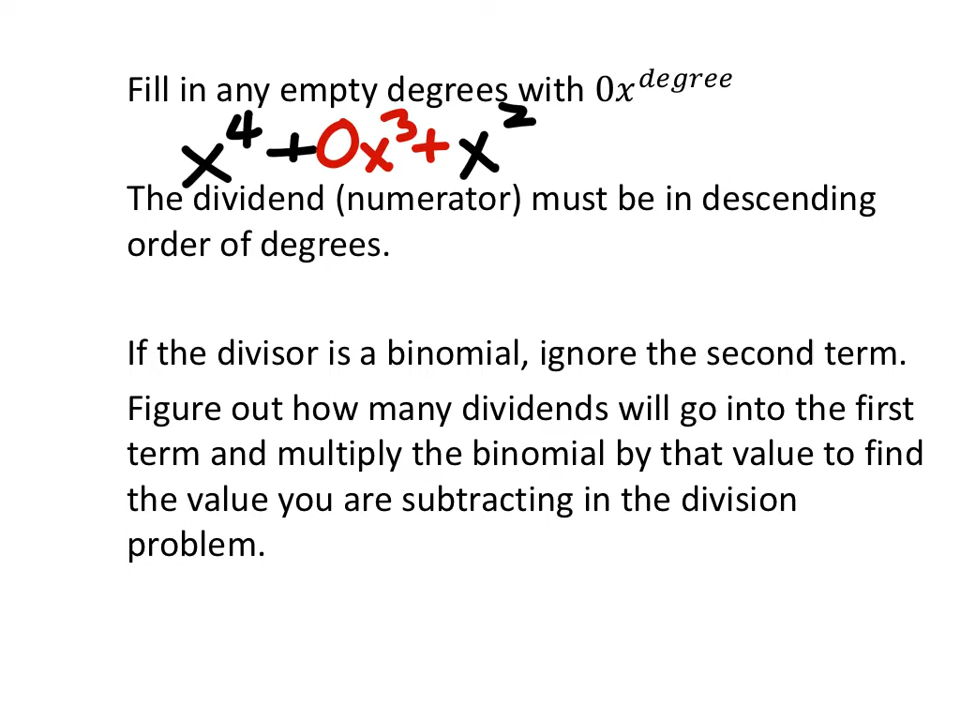 Fill in any empty degrees with 0x^degree
x^4 + 0x^3 + x^2
The dividend (numerator) must be in descending
order of degrees.
If the divisor is a binomial, ignore the second term.
Figure out how many dividends will go into the first
term and multiply the binomial by that value to find
the value you are subtracting in the division
problem.